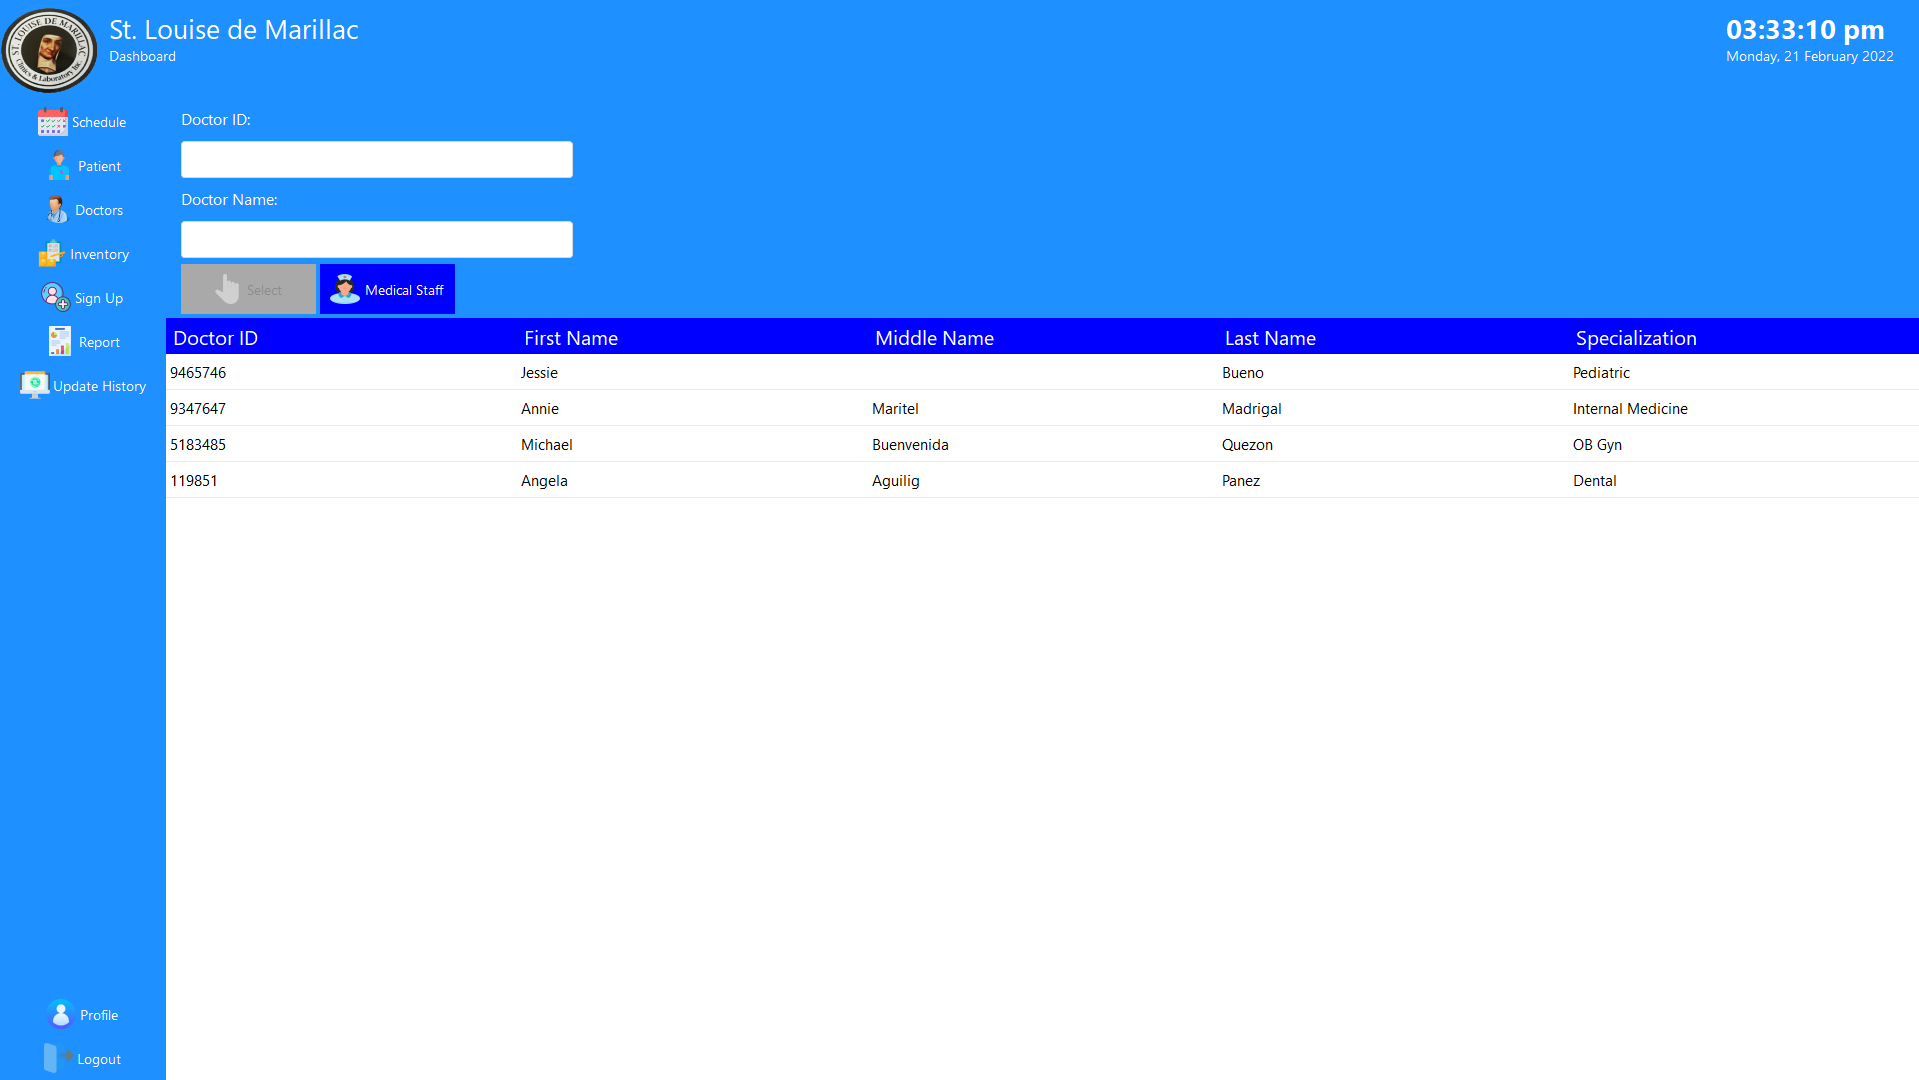 St. Louise de Marillac
Dashboard
03:33:10 pm
Monday, 21 February 2022
ST. LOUISE DE MARILLAC
Clinics & Laboratory Inc.
Schedule
Patient
Doctors
Inventory
Sign Up
Report
Update History
Profile
Logout
Doctor ID:
Doctor Name:
Select
Medical Staff
Doctor ID First Name Middle Name Last Name Specialization
9465746 Jessie Bueno Pediatric
9347647 Annie Maritel Madrigal Internal Medicine
5183485 Michael Buenvenida Quezon OB Gyn
119851 Angela Aguilig Panez Dental